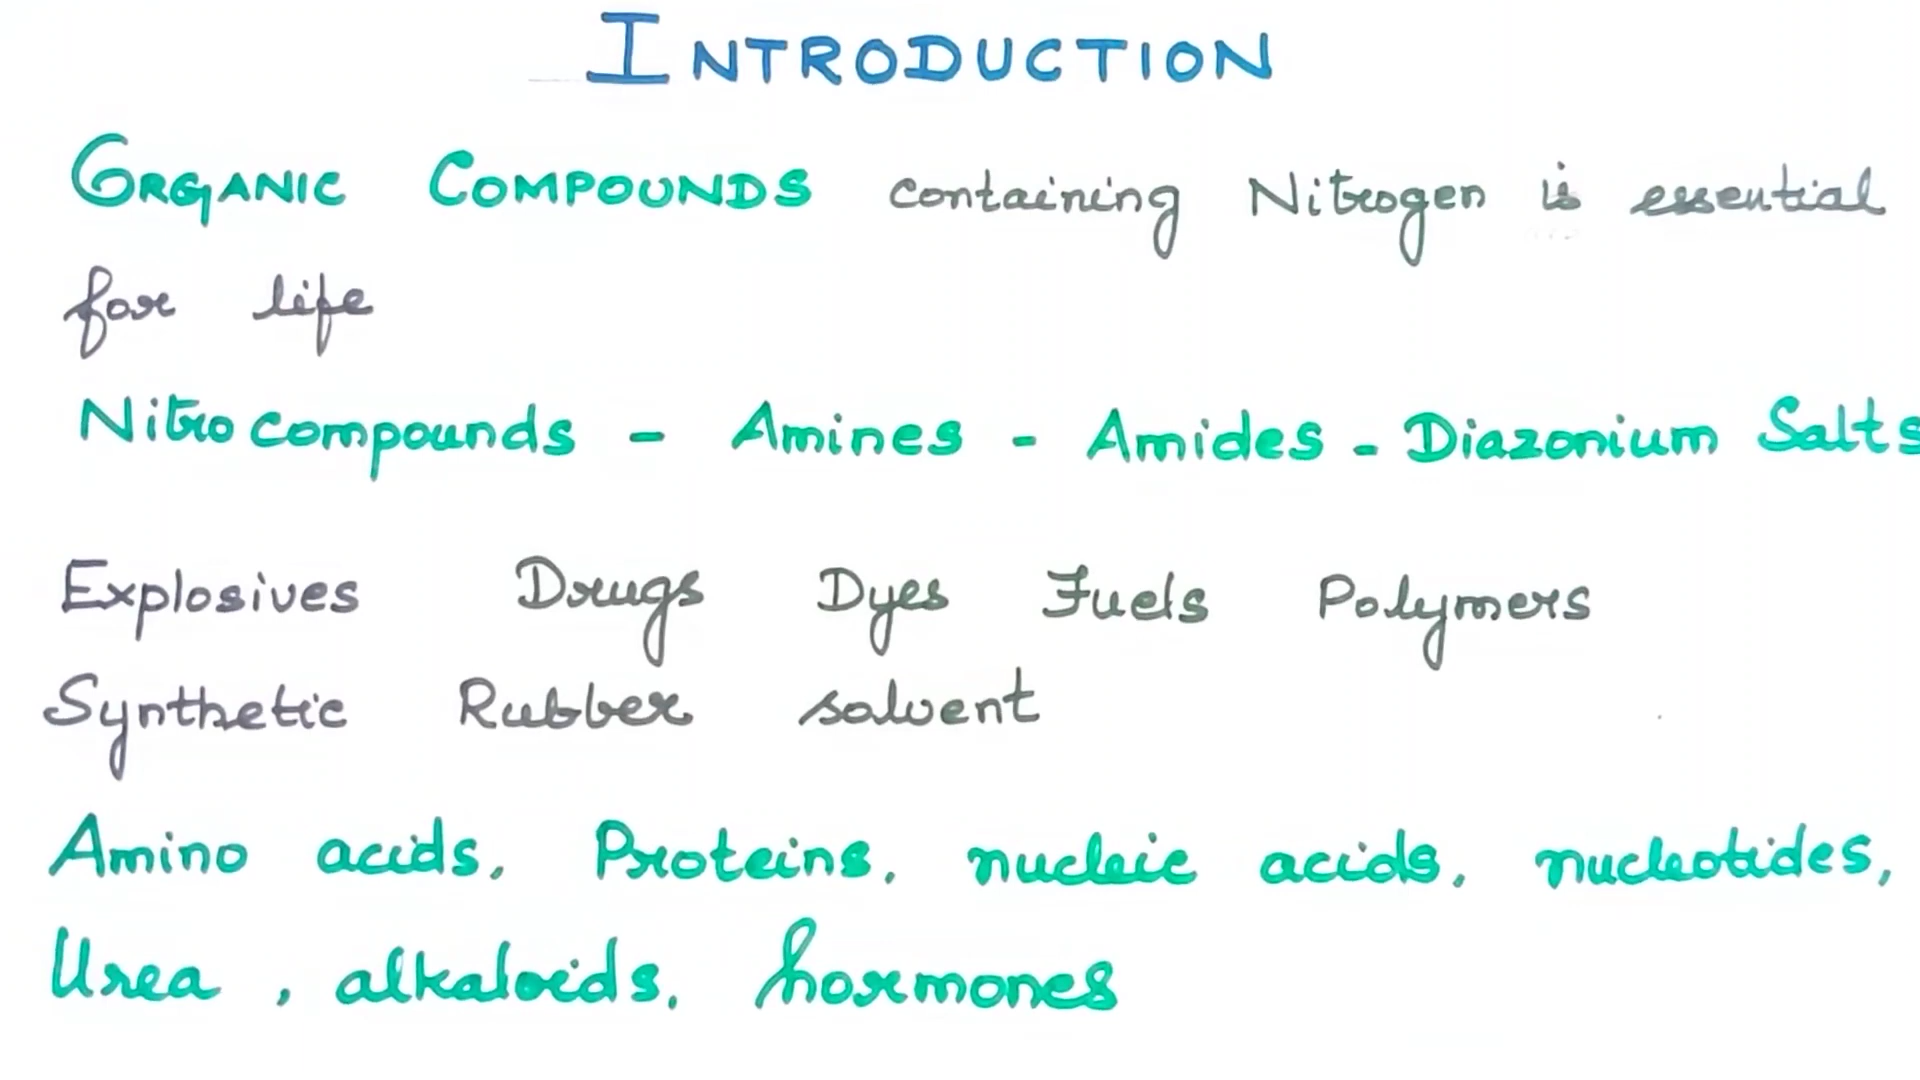 INTRODUCTION
ORGANIC COMPOUNDS containing Nitrogen is essential
for life
Nitro compounds - Amines - Amides - Diazonium Salts
Explosives Drugs Dyes Fuels Polymers
Synthetic Rubber solvent
Amino acids, Proteins, nucleic acids, nucleotides,
Urea, alkaloids, hormones